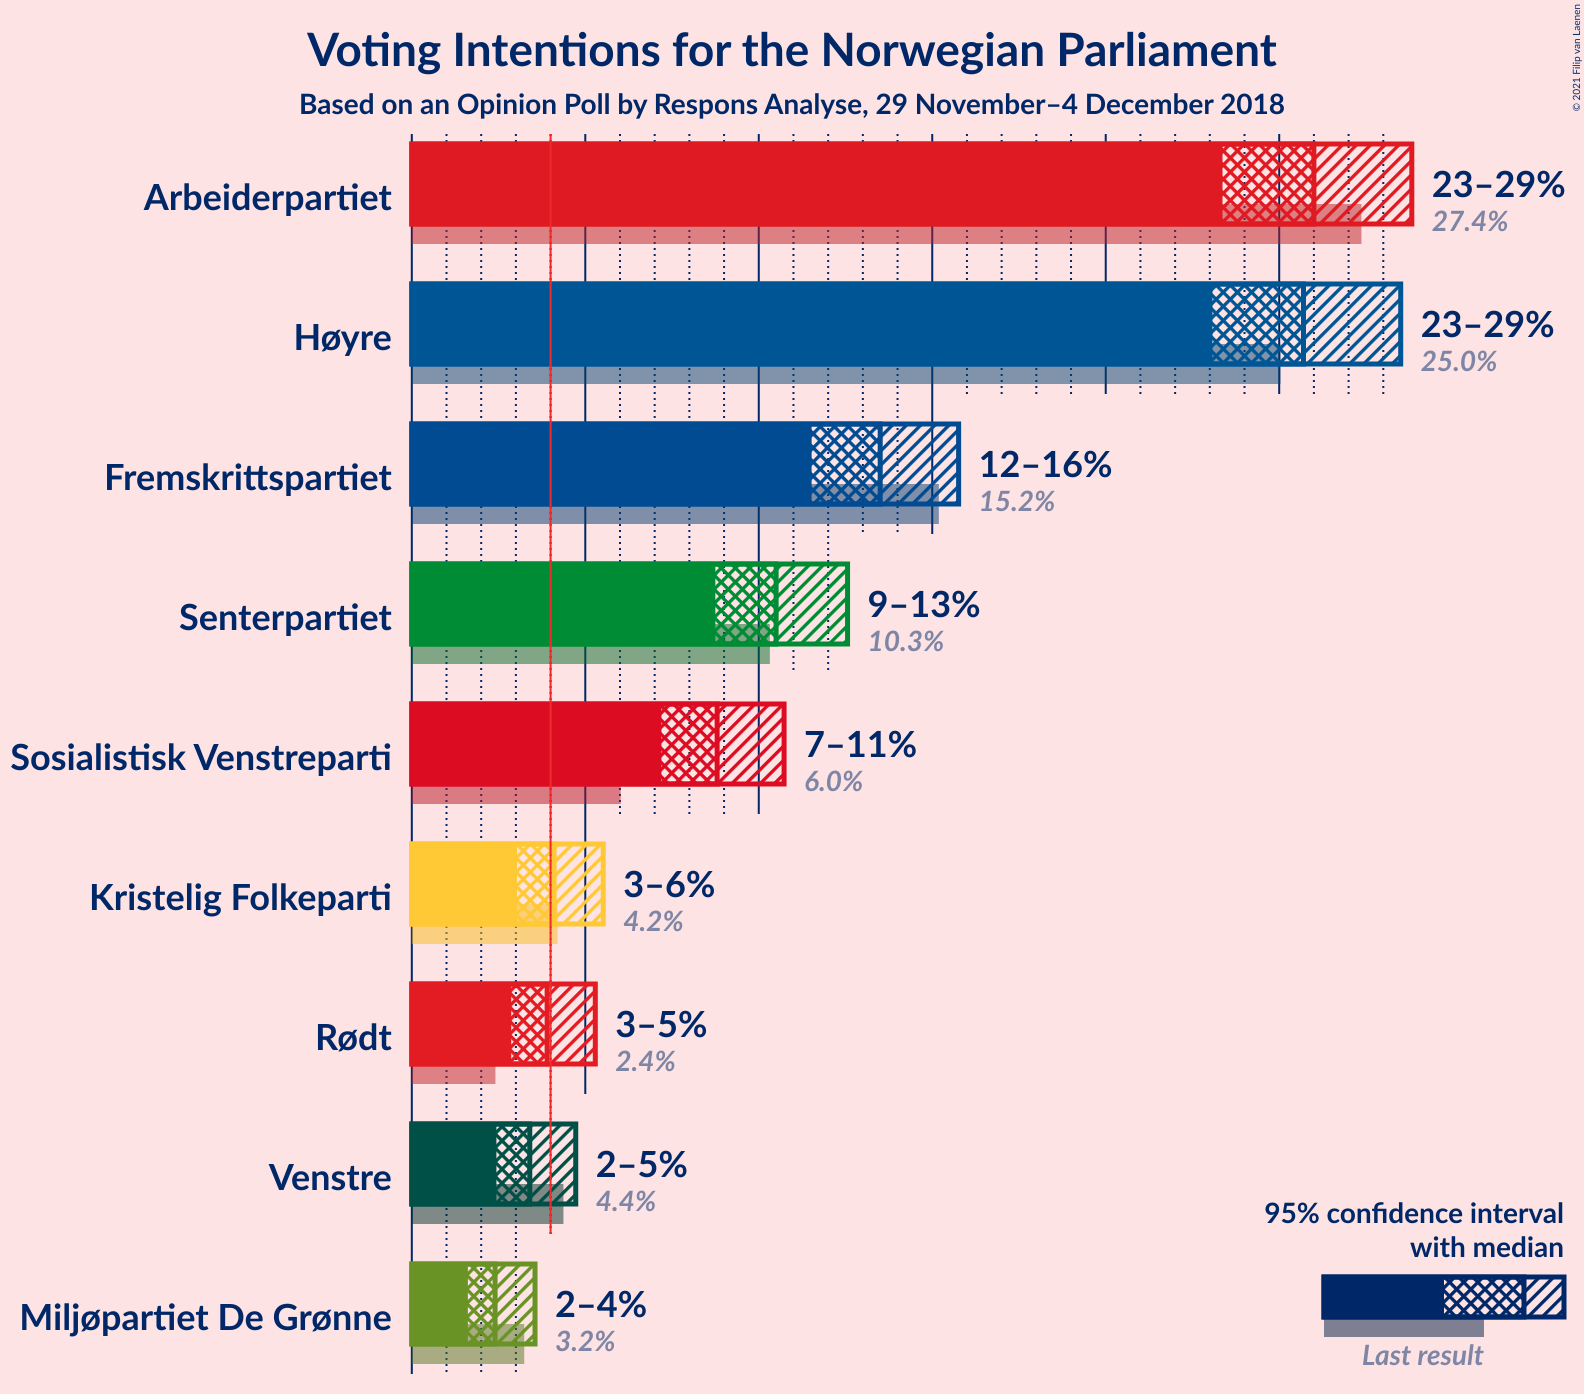 Voting Intentions for the Norwegian Parliament
Based on an Opinion Poll by Respons Analyse, 29 November–4 December 2018
© 2021 Filip van Laenen
Arbeiderpartiet
23–29%
27.4%
Høyre
23–29%
25.0%
Fremskrittspartiet
12–16%
15.2%
Senterpartiet
9–13%
10.3%
Sosialistisk Venstreparti
7–11%
6.0%
Kristelig Folkeparti
3–6%
4.2%
Rødt
3–5%
2.4%
Venstre
2–5%
4.4%
Miljøpartiet De Grønne
2–4%
3.2%
95% confidence interval
with median
Last result